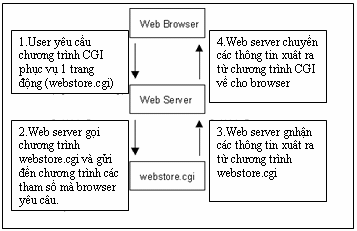 Web Browser
1.User yêu cầu
chương trình CGI
phục vụ 1 trang
động (webstore.cgi)
4.Web server chuyển
các thông tin xuất ra
từ chương trình CGI
về cho browser
Web Server
2.Web server gọi
chương trình
webstore.cgi và gửi
đến chương trình các
tham số mà browser
yêu câu.
3.Web server gnhận
các thông tin xuất ra
từ chương trình
webstore.cgi
webstore.cgi